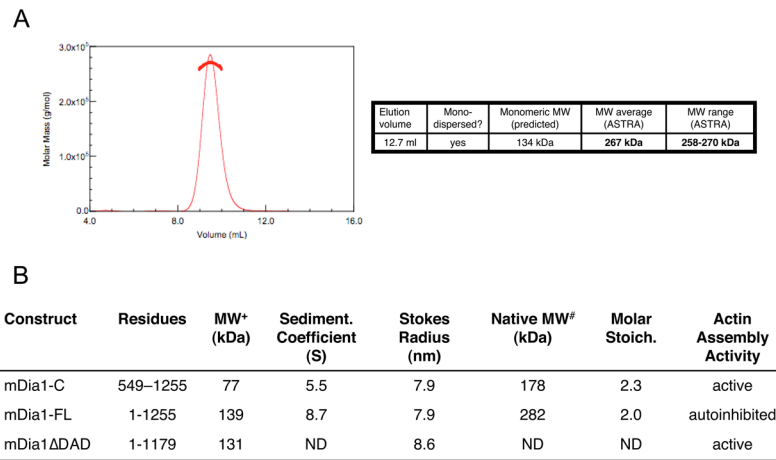 A
3.0x10⁵
2.0x10⁵
1.0x10⁵
0.0
Molar Mass (g/mol)
4.0 8.0 12.0 16.0
Volume (mL)
Elution volume Mono-dispersed? Monomeric MW (predicted) MW average (ASTRA) MW range (ASTRA)
12.7 ml yes 134 kDa 267 kDa 258-270 kDa
B
Construct Residues MW⁺ (kDa) Sediment. Coefficient (S) Stokes Radius (nm) Native MW# (kDa) Molar Stoich. Actin Assembly Activity
mDia1-C 549–1255 77 5.5 7.9 178 2.3 active
mDia1-FL 1-1255 139 8.7 7.9 282 2.0 autoinhibited
mDia1ΔDAD 1-1179 131 ND 8.6 ND ND active